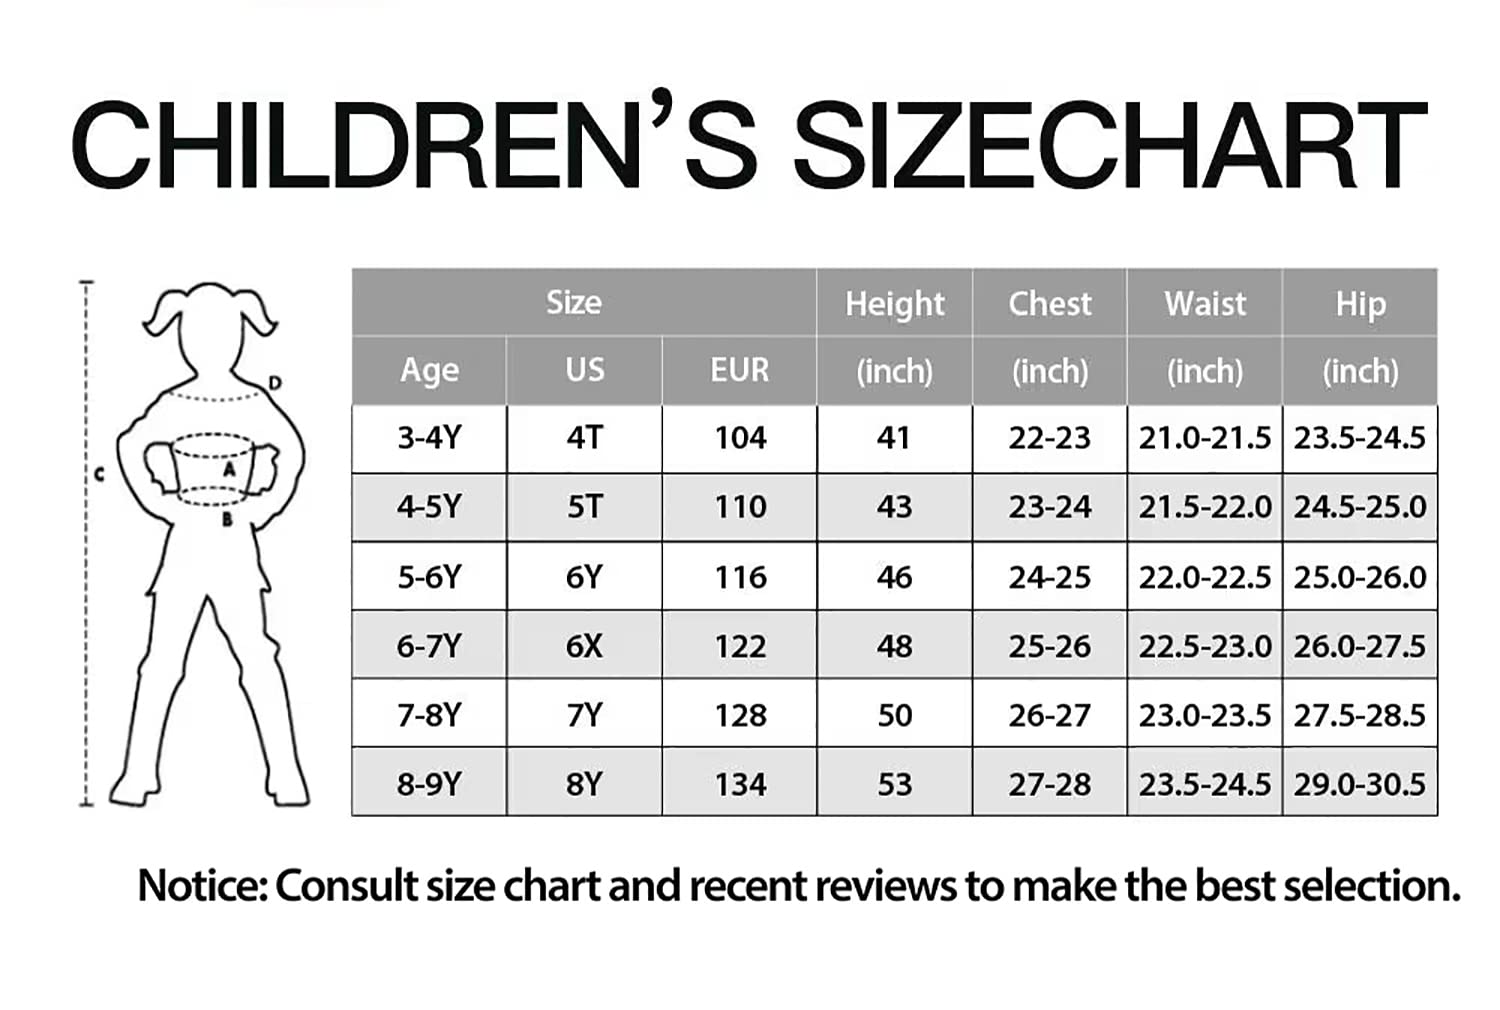 CHILDREN’S SIZECHART
Size Height Chest Waist Hip
Age US EUR (inch) (inch) (inch) (inch)
3-4Y 4T 104 41 22-23 21.0-21.5 23.5-24.5
4-5Y 5T 110 43 23-24 21.5-22.0 24.5-25.0
5-6Y 6Y 116 46 24-25 22.0-22.5 25.0-26.0
6-7Y 6X 122 48 25-26 22.5-23.0 26.0-27.5
7-8Y 7Y 128 50 26-27 23.0-23.5 27.5-28.5
8-9Y 8Y 134 53 27-28 23.5-24.5 29.0-30.5
D
A
C
B
Notice: Consult size chart and recent reviews to make the best selection.